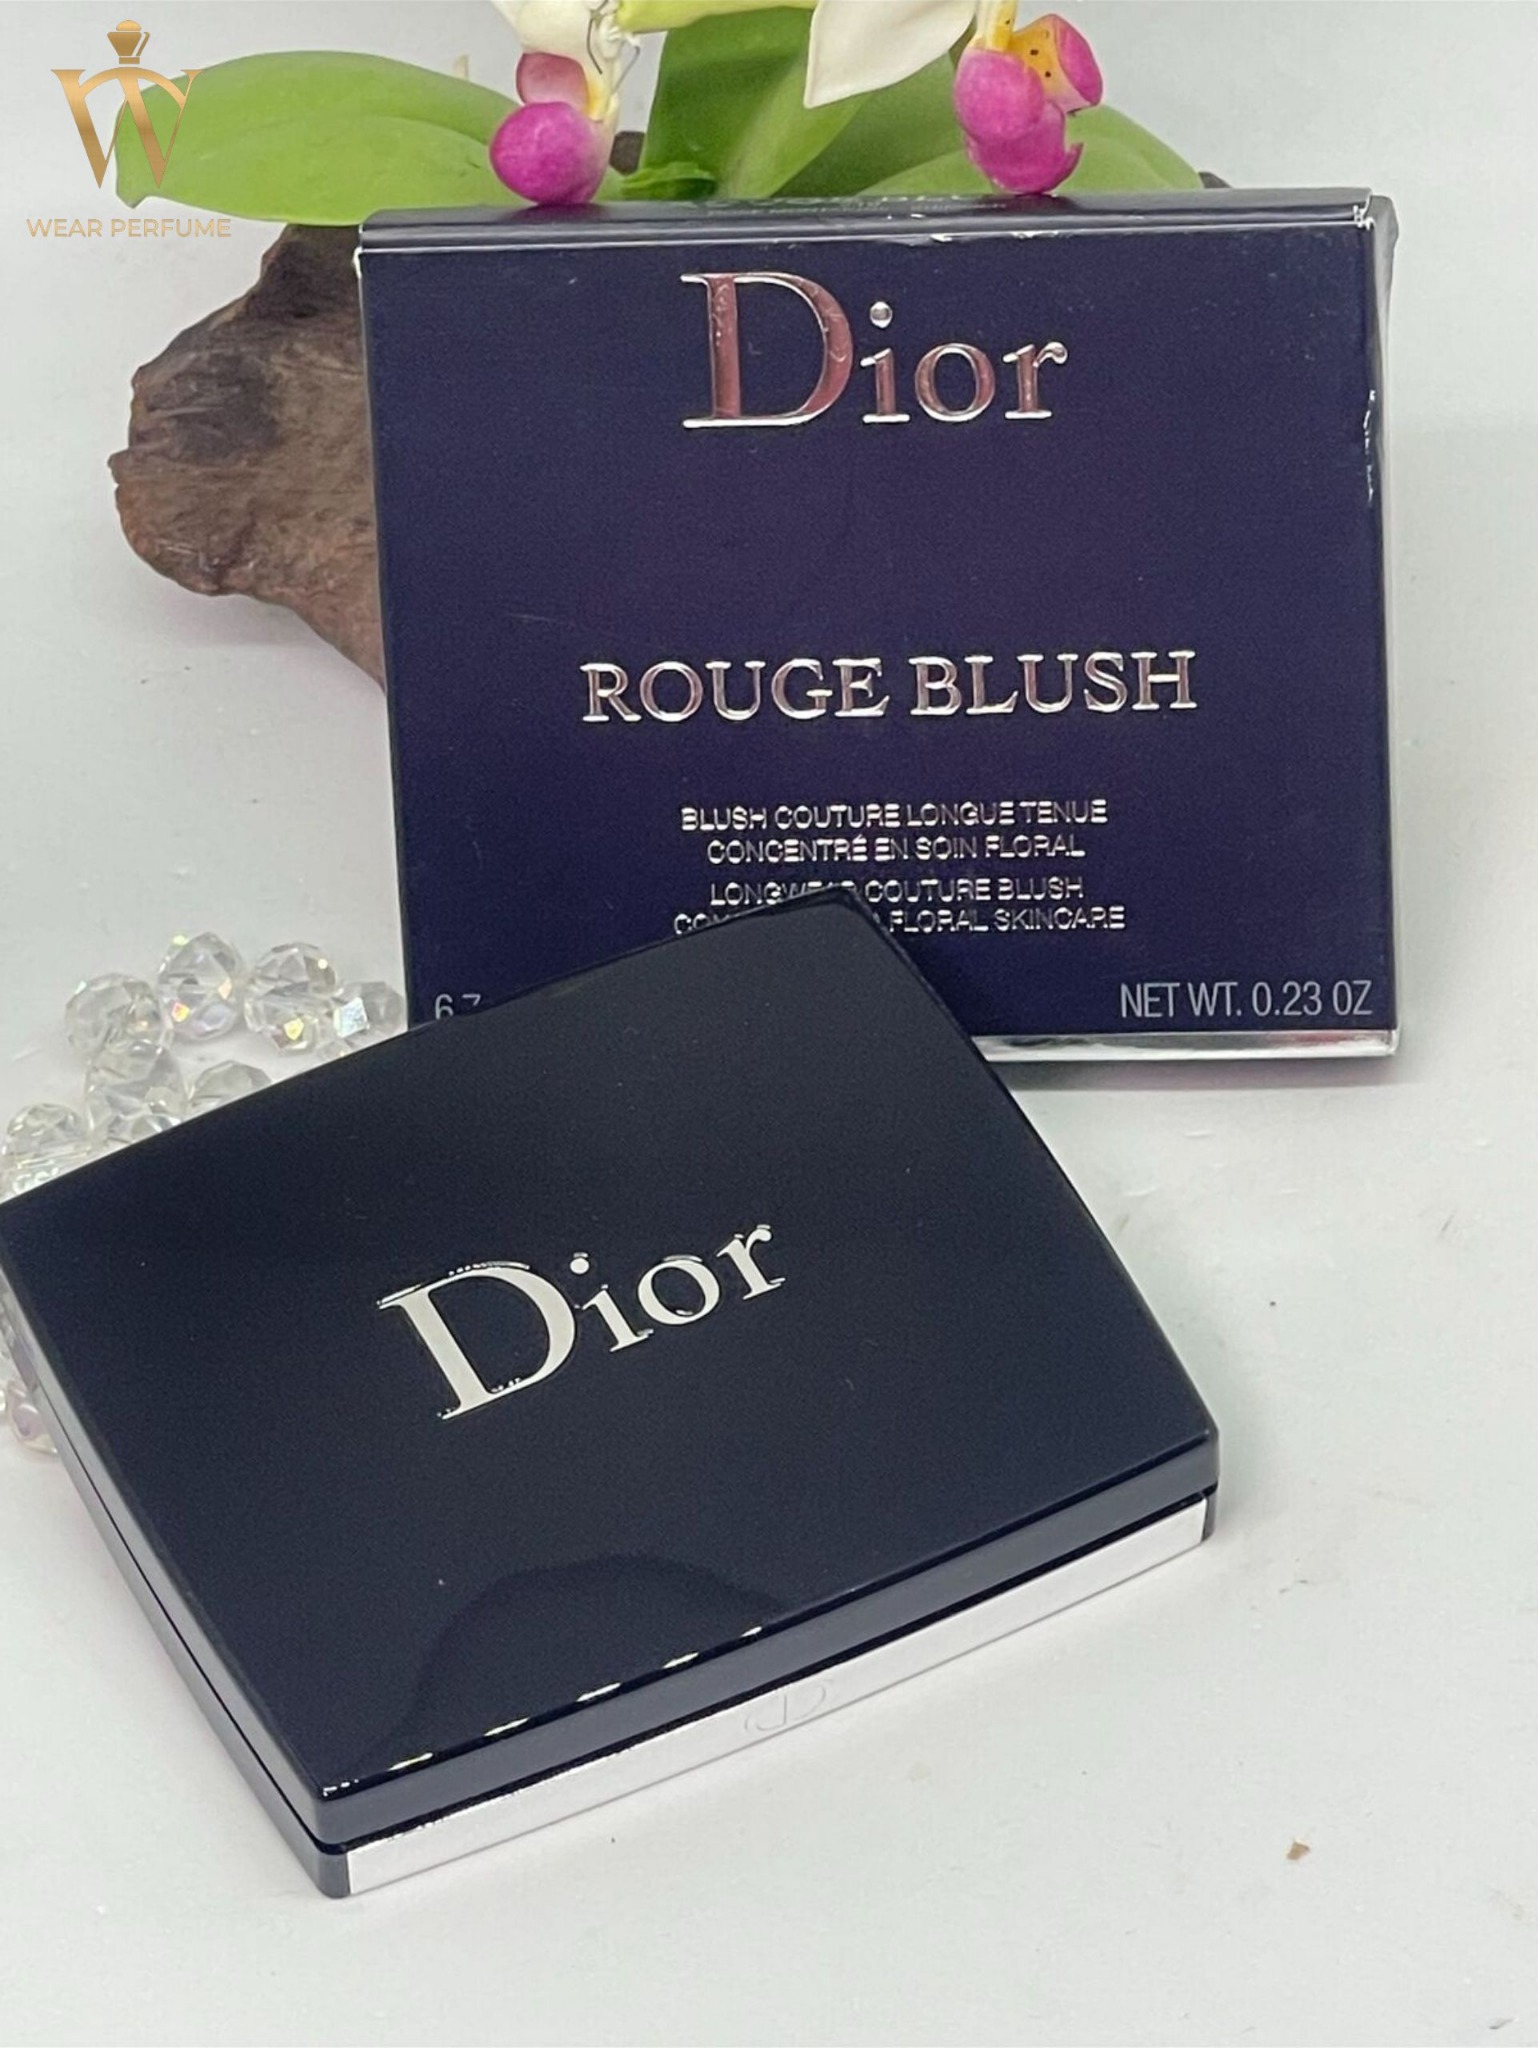 WEAR PERFUME
Dior
ROUGE BLUSH
BLUSH COUTURE LONGUE TENUE
CONCENTRÉ EN SOIN FLORAL
LONGWEAR COUTURE BLUSH
FLORAL SKINCARE
NET WT. 0.23 OZ
Dior
CD